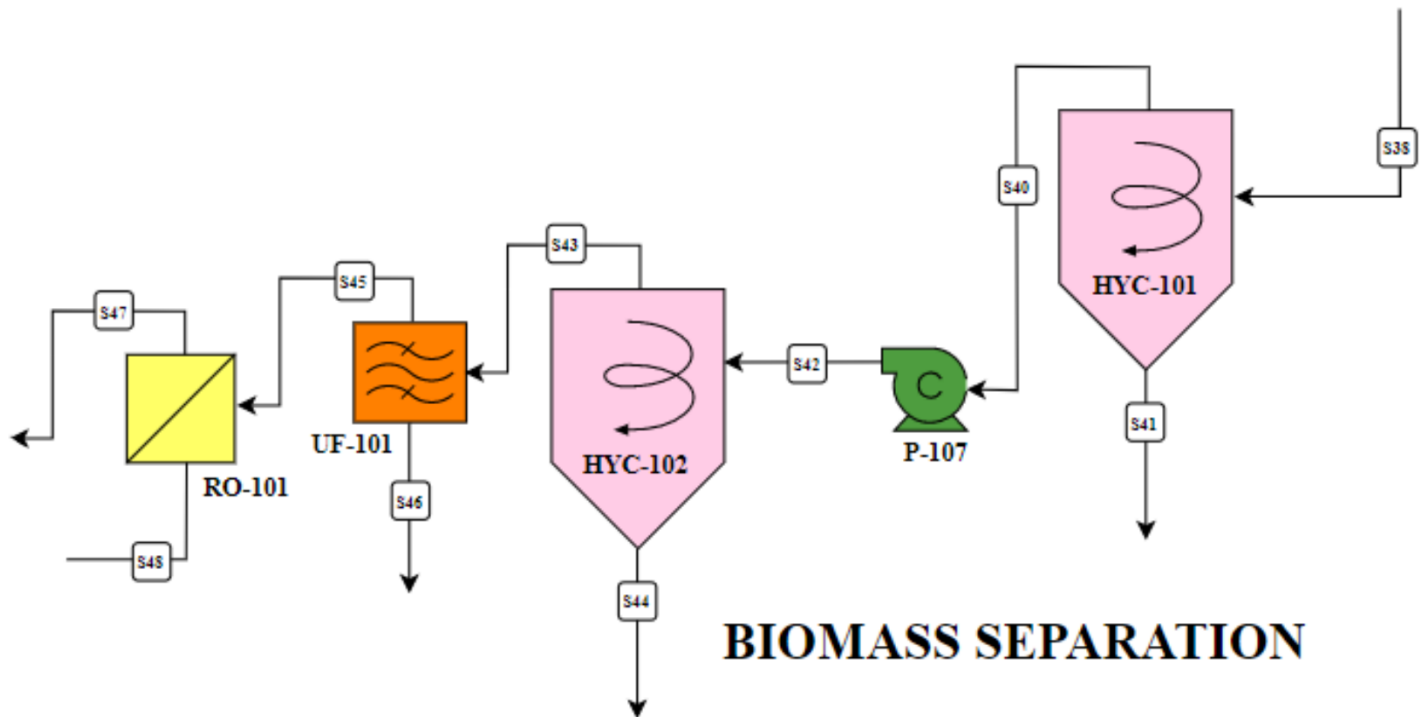 S38
S40
S43
S45
S47
HYC-101
S42
S41
UF-101
P-107
HYC-102
RO-101
S46
S48
S44
BIOMASS SEPARATION
C